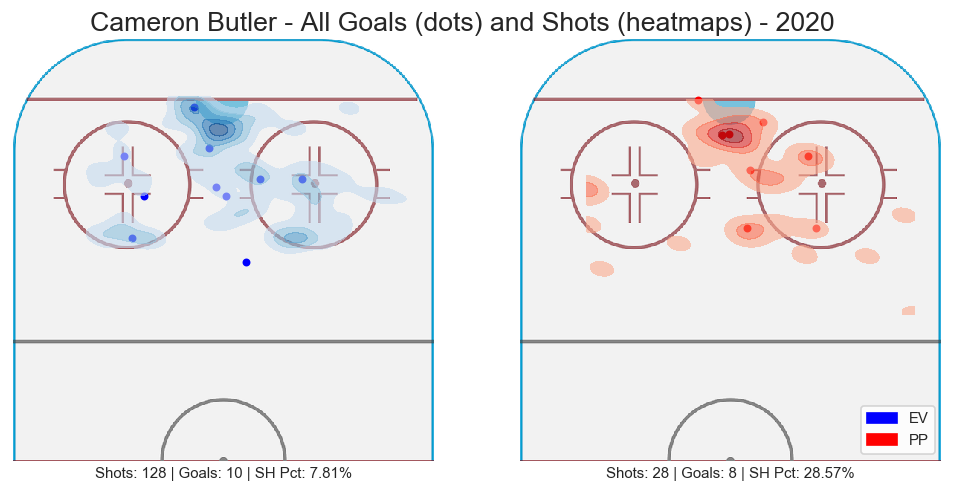 Cameron Butler - All Goals (dots) and Shots (heatmaps) - 2020
EV
PP
Shots: 128 | Goals: 10 | SH Pct: 7.81%
Shots: 28 | Goals: 8 | SH Pct: 28.57%